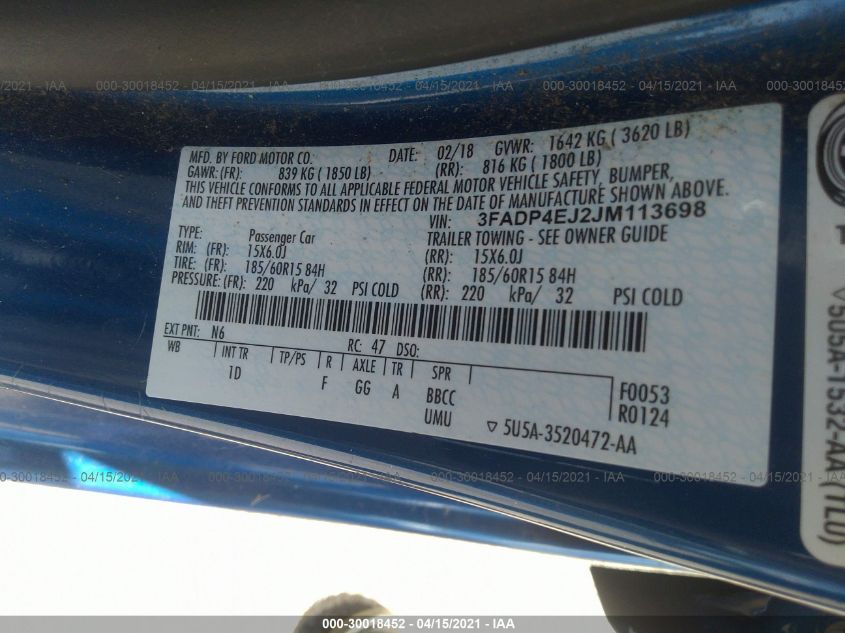 000-30018452 - 04/15/2021 - IAA
MFD. BY FORD MOTOR CO. DATE: 02/18 GVWR: 1642 KG ( 3620 LB)
GAWR: (FR): 839 KG ( 1850 LB) (RR): 816 KG ( 1800 LB)
THIS VEHICLE CONFORMS TO ALL APPLICABLE FEDERAL MOTOR VEHICLE SAFETY, BUMPER,
AND THEFT PREVENTION STANDARDS IN EFFECT ON THE DATE OF MANUFACTURE SHOWN ABOVE.
VIN: 3FADP4EJ2JM113698
TYPE: Passenger Car TRAILER TOWING - SEE OWNER GUIDE
RIM: (FR): 15X6.0J (RR): 15X6.0J
TIRE: (FR): 185/60R15 84H (RR): 185/60R15 84H
PRESSURE: (FR): 220 kPa/ 32 PSI COLD (RR): 220 kPa/ 32 PSI COLD
EXT PNT: N6 RC: 47 DSO:
WB INT TR TP/PS R AXLE TR SPR
1D F GG A BBCC F0053
UMU R0124
▽ 5U5A-3520472-AA
V505A-1532-AA(1L0)
000-30018452 - 04/15/2021 - IAA
000-30018452 - 04/15/2021 - IAA